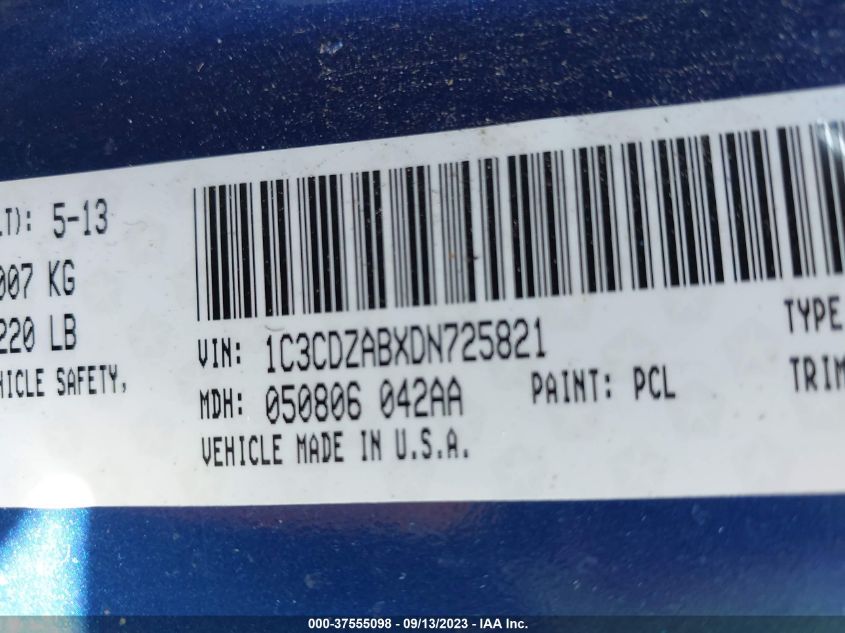 LT): 5-13
007 KG
220 LB
HICLE SAFETY,
VIN: 1C3CDZABXDN725821
MDH: 050806 042AA
PAINT: PCL
VEHICLE MADE IN U.S.A.
TYPE
TRIM
000-37555098 - 09/13/2023 - IAA Inc.